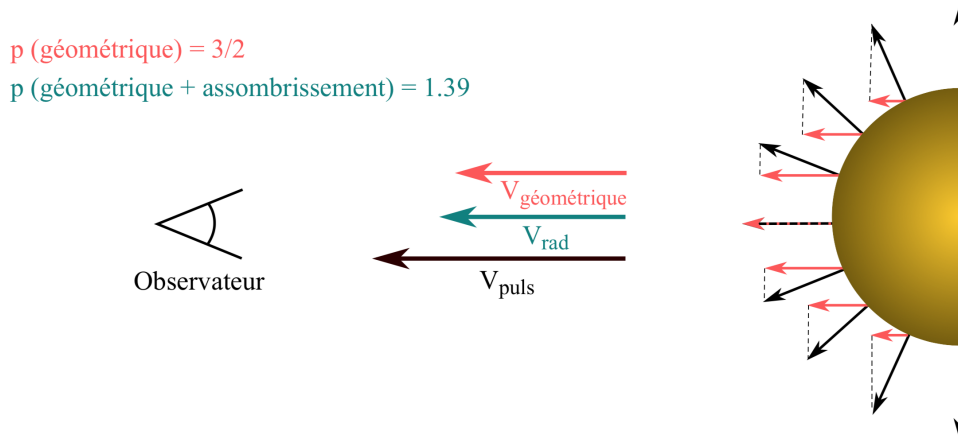 p (géométrique) = 3/2
p (géométrique + assombrissement) = 1.39
Vgéométrique
Vrad
Vpuls
Observateur